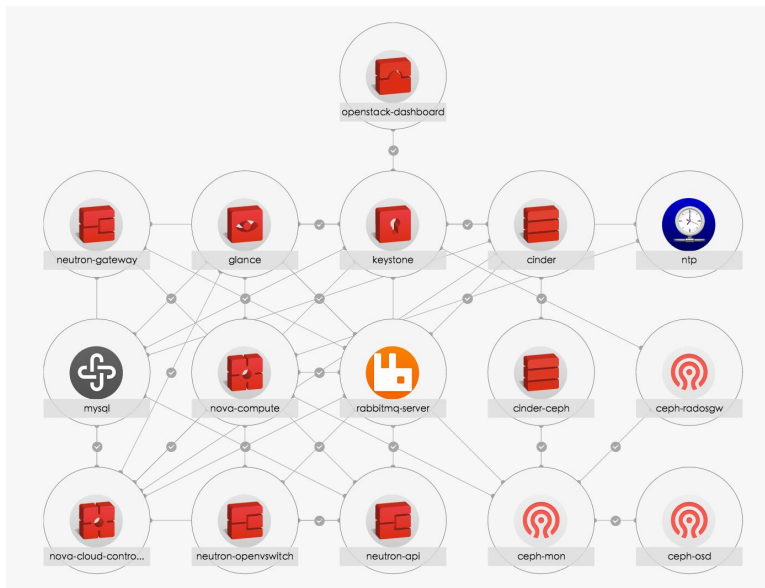 openstack-dashboard
neutron-gateway
glance
keystone
cinder
ntp
mysql
nova-compute
rabbitmq-server
cinder-ceph
ceph-radosgw
nova-cloud-contro...
neutron-openvswitch
neutron-api
ceph-mon
ceph-osd